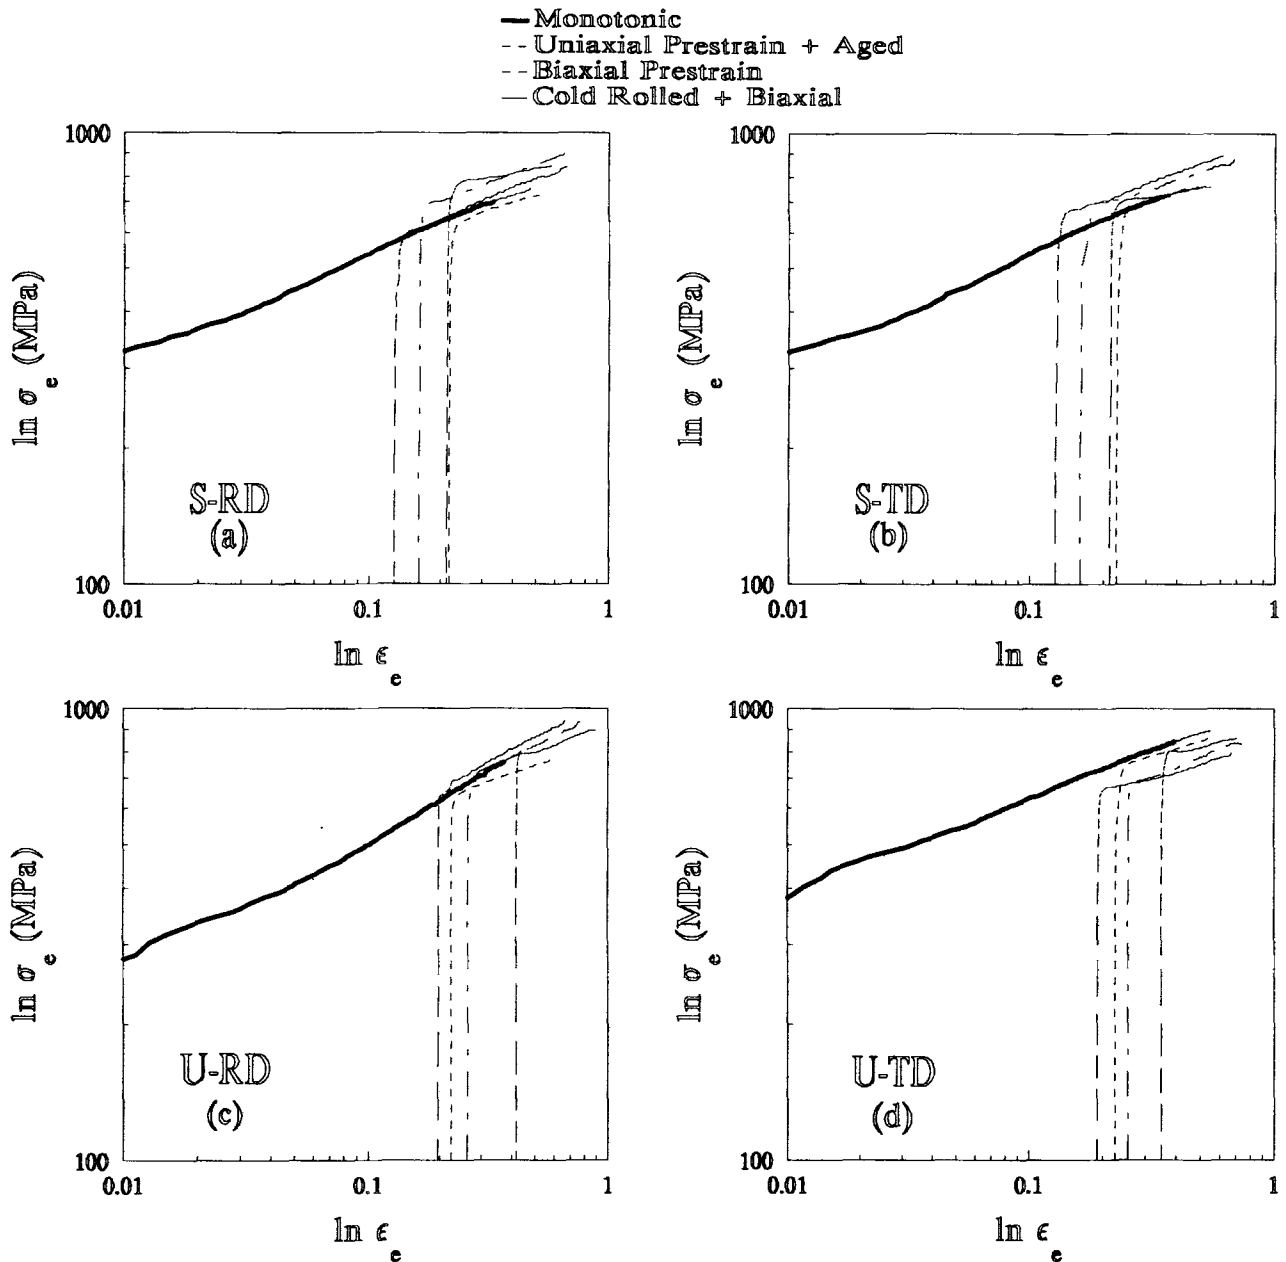 Monotonic
Uniaxial Prestrain + Aged
Biaxial Prestrain
Cold Rolled + Biaxial
1000
ln σe (MPa)
S-RD
(a)
100
0.01
0.1
1
ln ϵe
1000
ln σe (MPa)
S-TD
(b)
100
0.01
0.1
1
ln ϵe
1000
ln σe (MPa)
U-RD
(c)
100
0.01
0.1
1
ln ϵe
1000
ln σe (MPa)
U-TD
(d)
100
0.01
0.1
1
ln ϵe